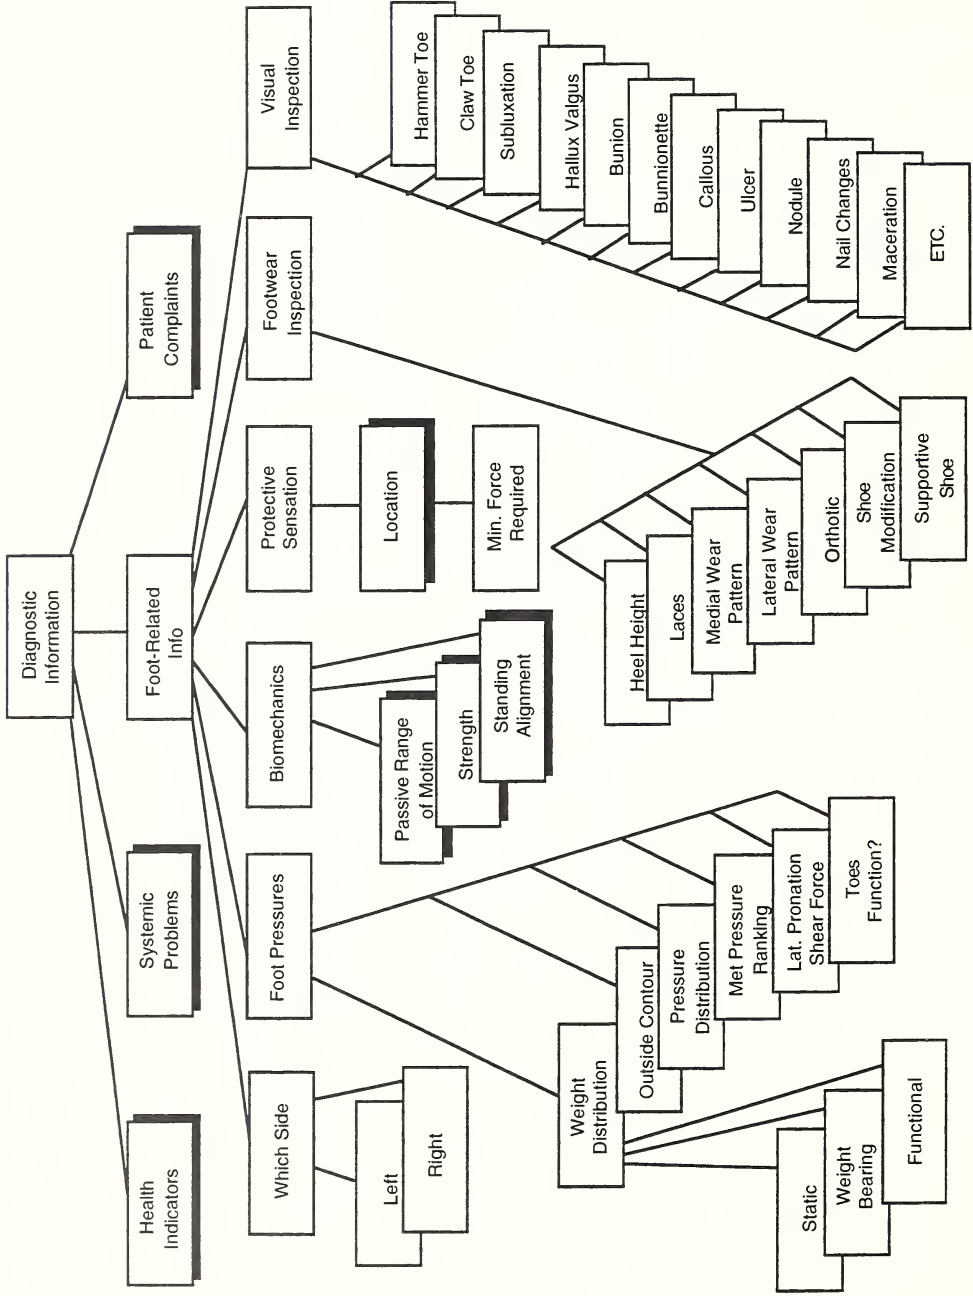 Diagnostic
Information
Health
Indicators
Systemic
Problems
Foot-Related
Info
Patient
Complaints
Which Side
Foot Pressures
Biomechanics
Protective
Sensation
Footwear
Inspection
Visual
Inspection
Left
Right
Weight
Distribution
Outside Contour
Pressure
Distribution
Met Pressure
Ranking
Lat. Pronation
Shear Force
Toes
Function?
Static
Weight
Bearing
Functional
Passive Range
of Motion
Strength
Standing
Alignment
Location
Min. Force
Required
Heel Height
Laces
Medial Wear
Pattern
Lateral Wear
Pattern
Orthotic
Shoe
Modification
Supportive
Shoe
Hammer Toe
Claw Toe
Subluxation
Hallux Valgus
Bunion
Bunnionette
Callous
Ulcer
Nodule
Nail Changes
Maceration
ETC.